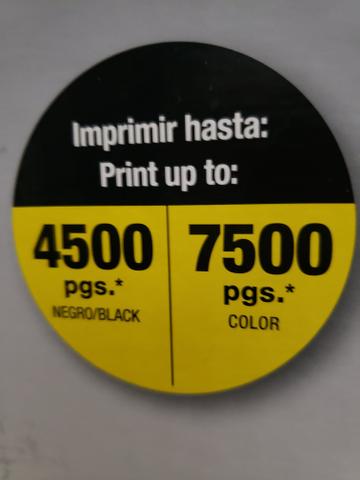 Imprimir hasta:
Print up to:
4500
pgs.*
NEGRO/BLACK
7500
pgs.*
COLOR